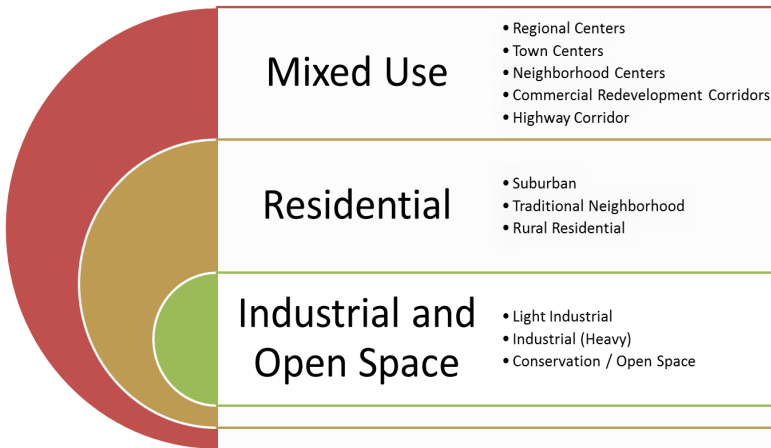 Mixed Use
• Regional Centers
• Town Centers
• Neighborhood Centers
• Commercial Redevelopment Corridors
• Highway Corridor
Residential
• Suburban
• Traditional Neighborhood
• Rural Residential
Industrial and
Open Space
• Light Industrial
• Industrial (Heavy)
• Conservation / Open Space